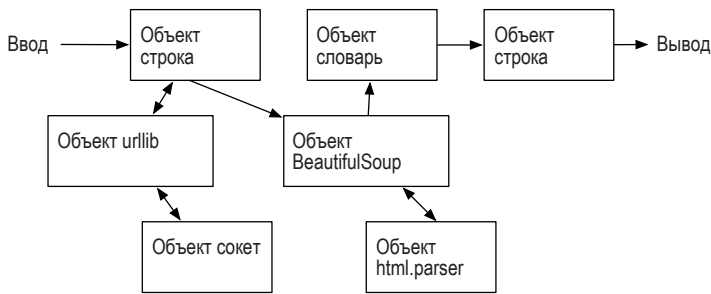 Ввод
Объект
строка
Объект
словарь
Объект
строка
Вывод
Объект urllib
Объект
BeautifulSoup
Объект сокет
Объект
html.parser